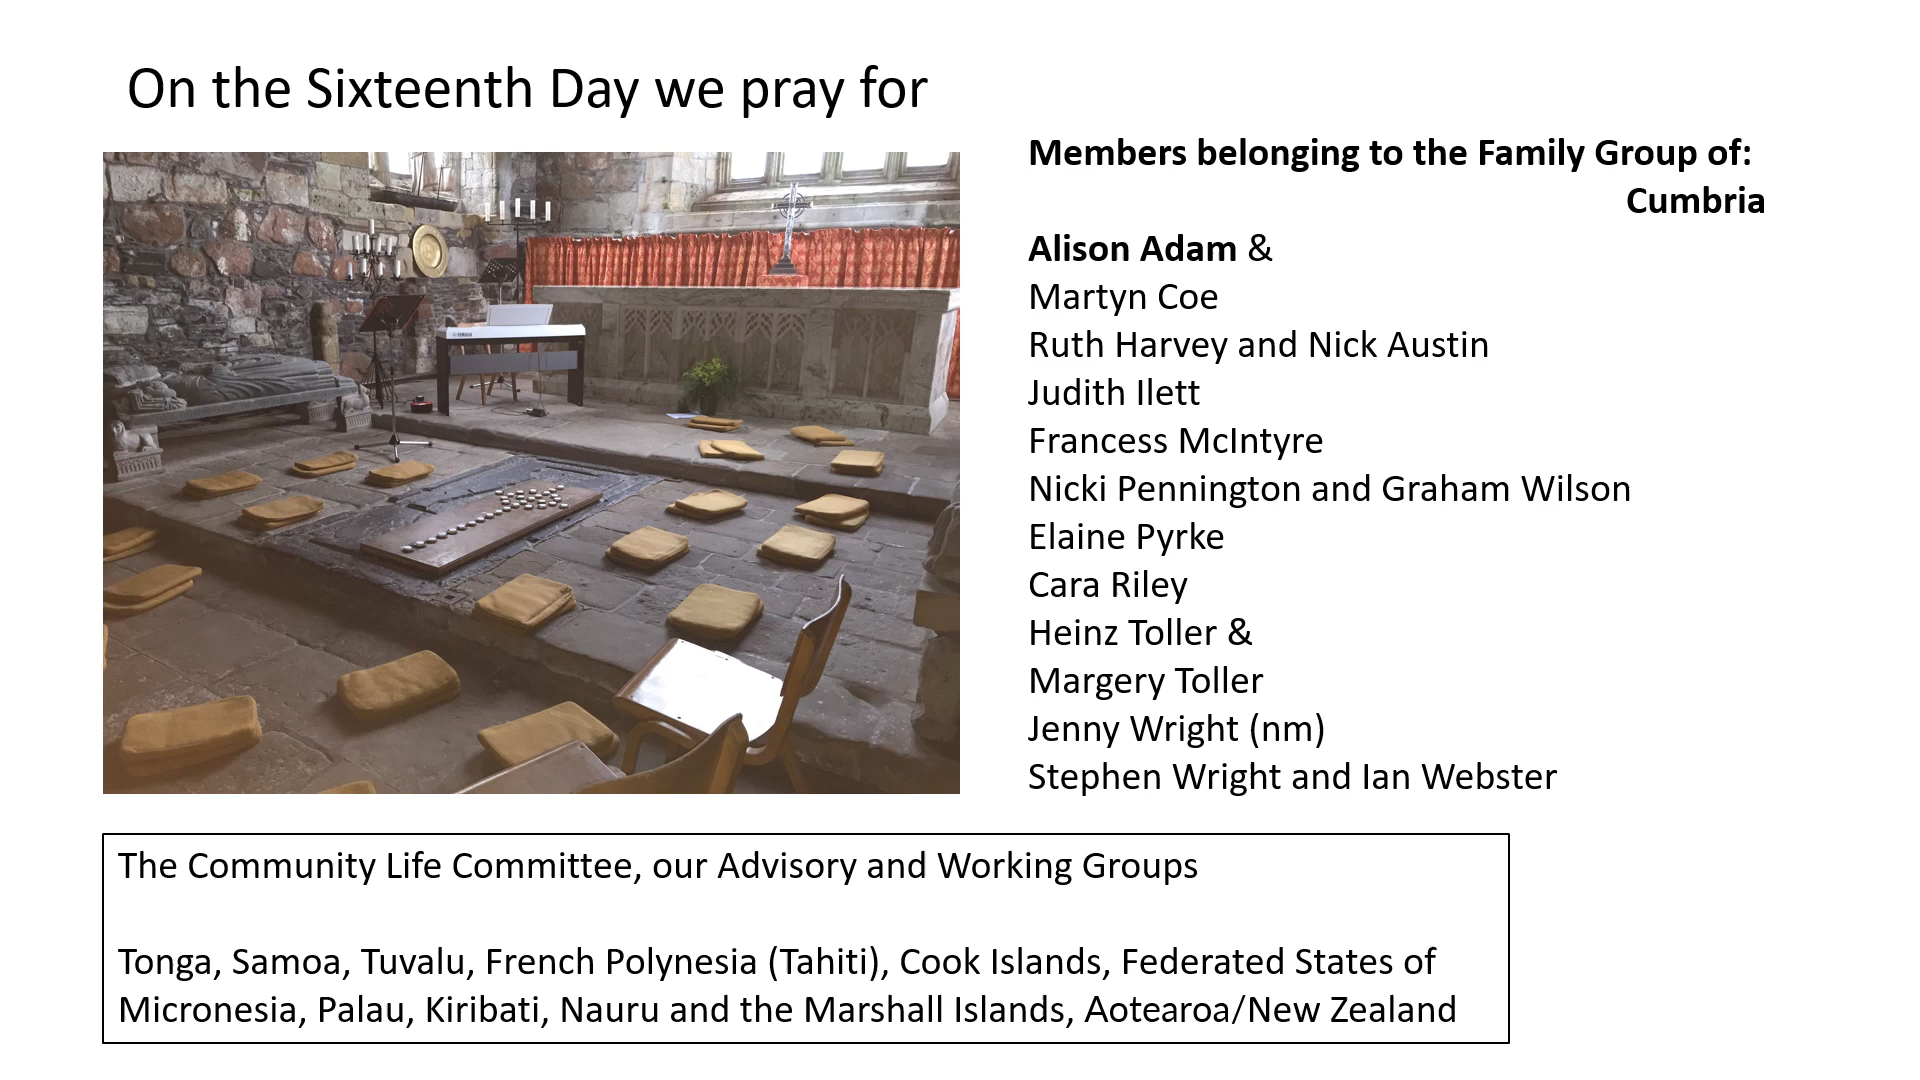 On the Sixteenth Day we pray for
Members belonging to the Family Group of:
Cumbria
Alison Adam &
Martyn Coe
Ruth Harvey and Nick Austin
Judith Ilett
Francess McIntyre
Nicki Pennington and Graham Wilson
Elaine Pyrke
Cara Riley
Heinz Toller &
Margery Toller
Jenny Wright (nm)
Stephen Wright and Ian Webster
YAMAHA
The Community Life Committee, our Advisory and Working Groups
Tonga, Samoa, Tuvalu, French Polynesia (Tahiti), Cook Islands, Federated States of
Micronesia, Palau, Kiribati, Nauru and the Marshall Islands, Aotearoa/New Zealand